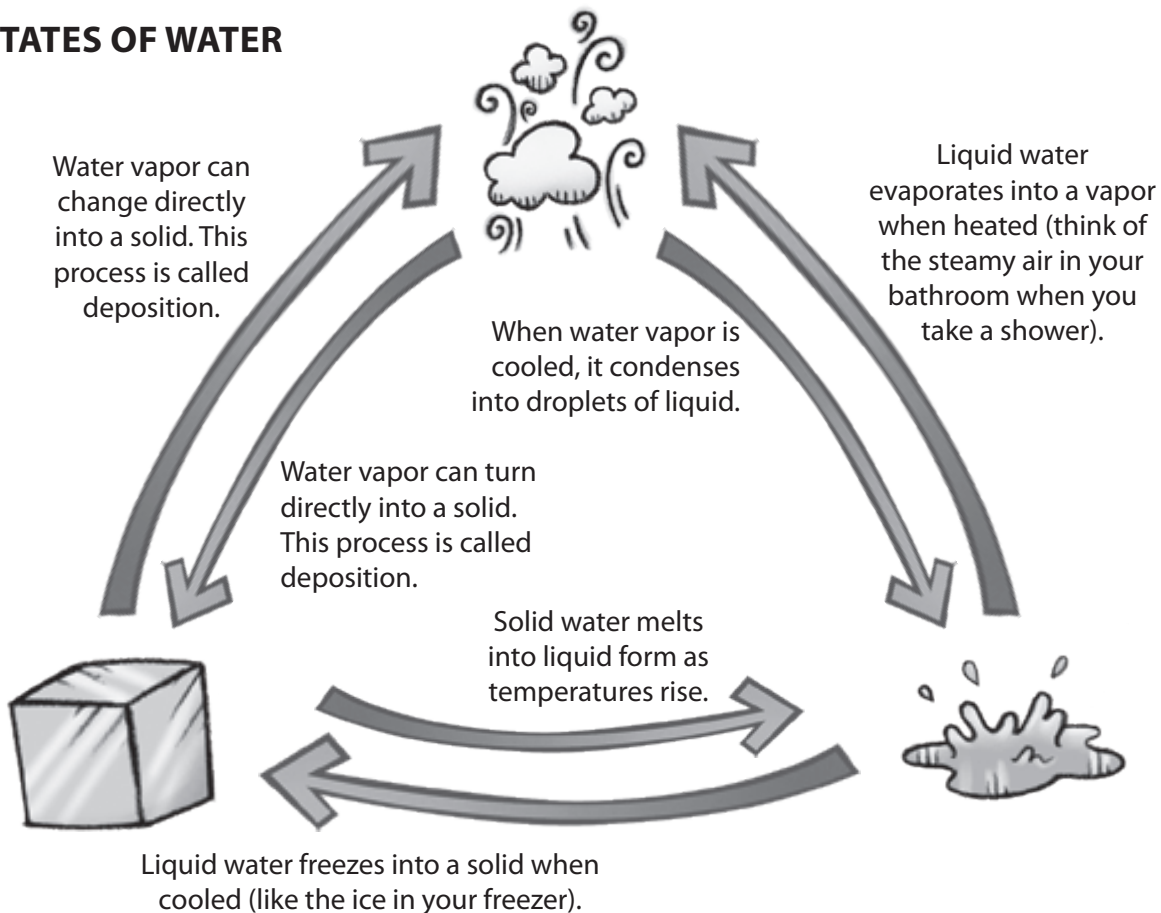 TATES OF WATER
Water vapor can
change directly
into a solid. This
process is called
deposition.
Liquid water
evaporates into a vapor
when heated (think of
the steamy air in your
bathroom when you
take a shower).
When water vapor is
cooled, it condenses
into droplets of liquid.
Water vapor can turn
directly into a solid.
This process is called
deposition.
Solid water melts
into liquid form as
temperatures rise.
Liquid water freezes into a solid when
cooled (like the ice in your freezer).